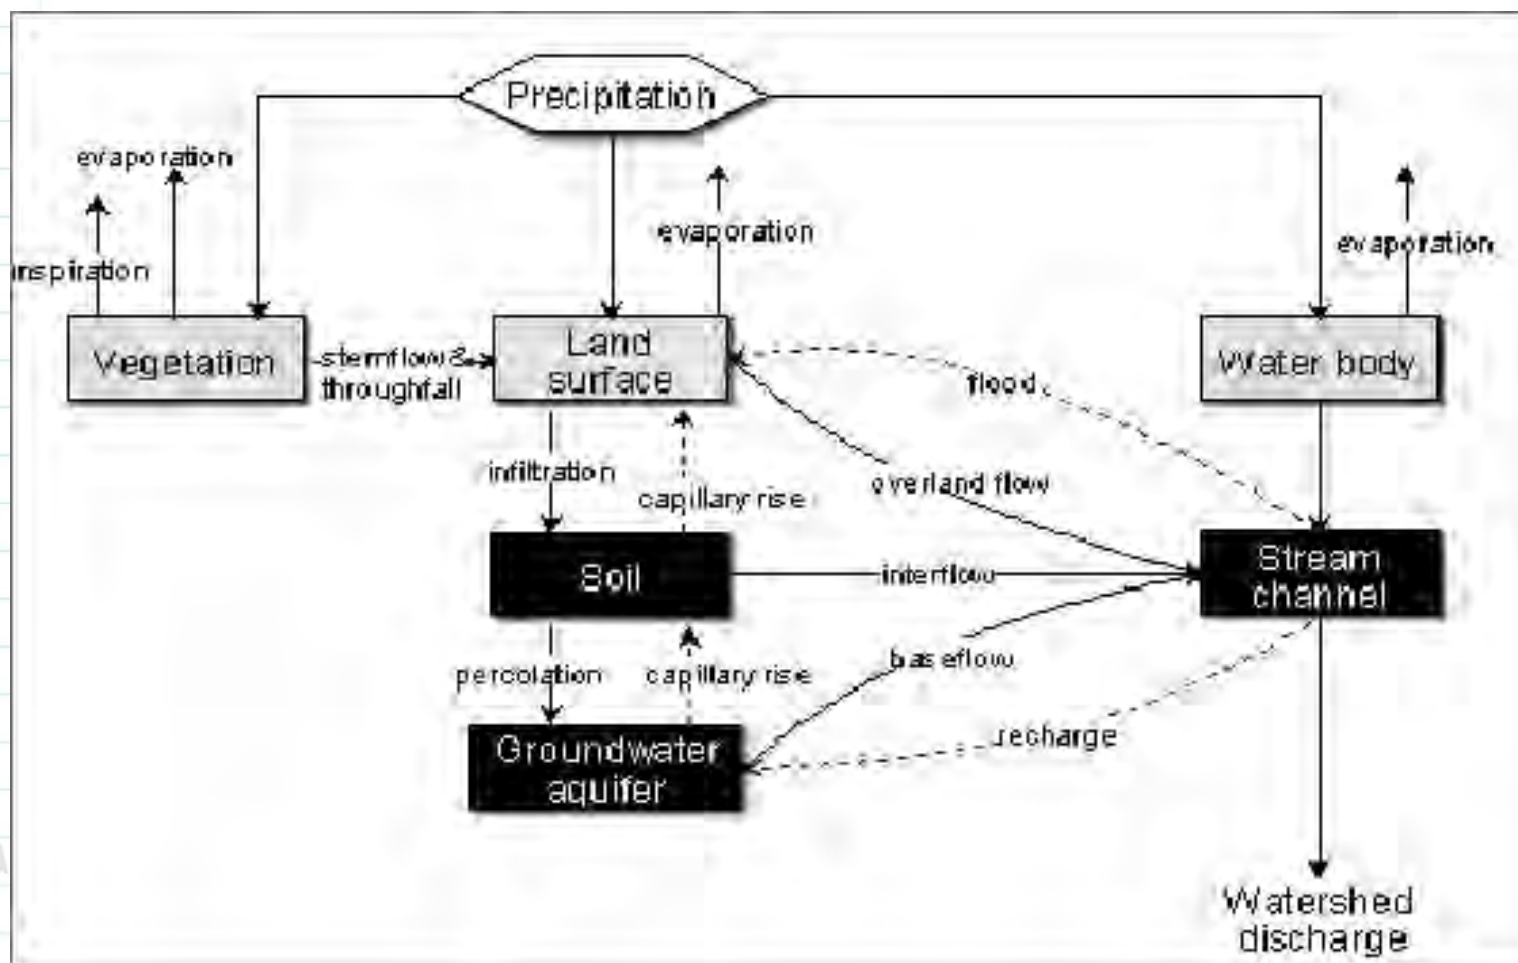 Precipitation
evaporation
evaporation
evaporation
nspiration
Vegetation
stemflow &
throughfall
Land
surface
Water body
flood
infiltration
capillary rise
overland flow
Soil
interflow
Stream
channel
percolation
capillary rise
baseflow
recharge
Groundwater
aquifer
Watershed
discharge